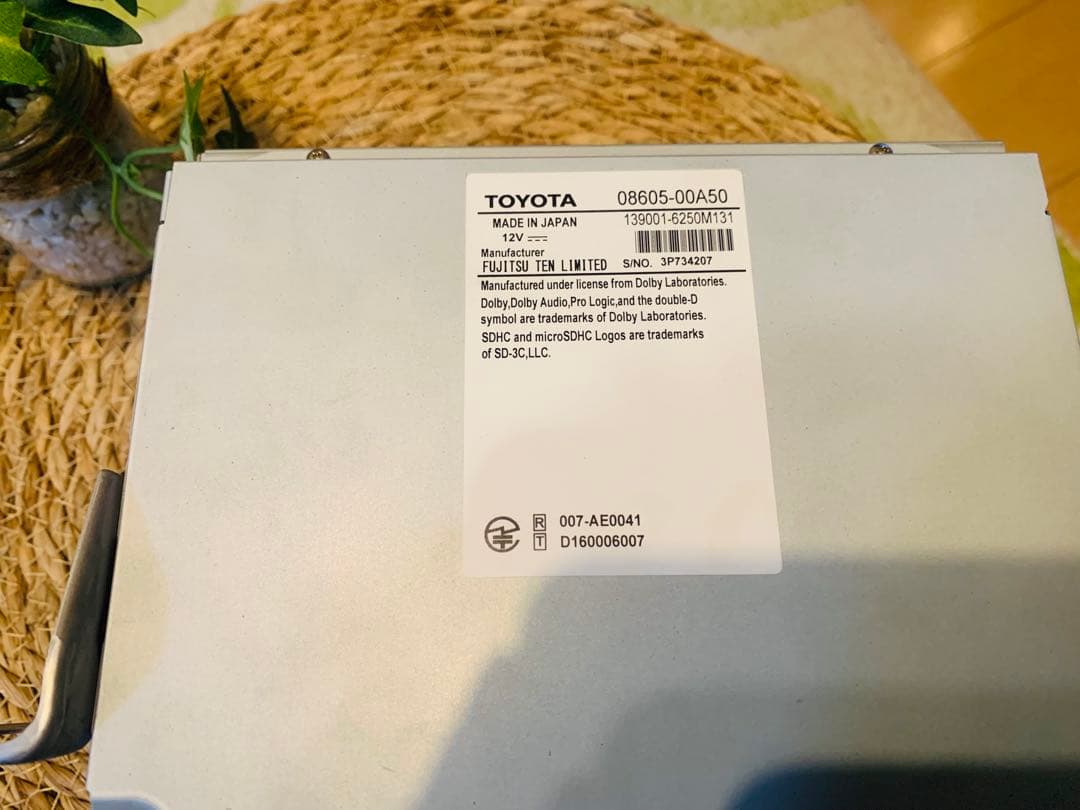 TOYOTA 08605-00A50
MADE IN JAPAN 139001-6250M131
12V
Manufacturer
FUJITSU TEN LIMITED S/NO. 3P734207
Manufactured under license from Dolby Laboratories.
Dolby,Dolby Audio,Pro Logic,and the double-D
symbol are trademarks of Dolby Laboratories.
SDHC and microSDHC Logos are trademarks
of SD-3C,LLC.
R 007-AE0041
T D160006007